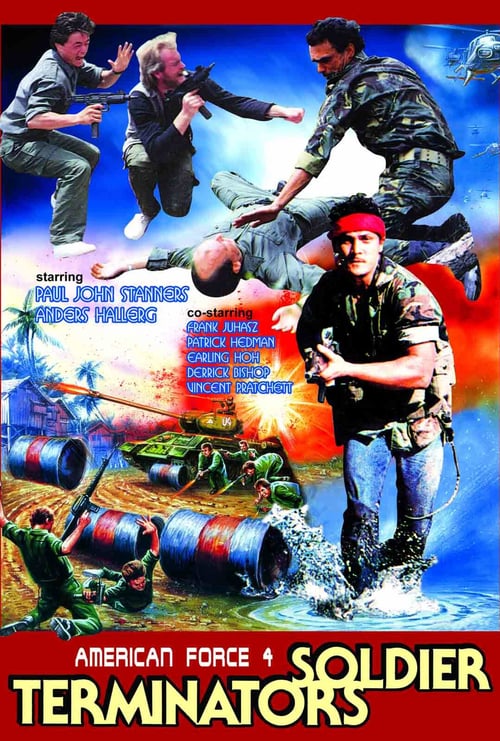 starring
PAUL JOHN STANNERS
ANDERS HALLERG
co-starring
FRANK JUHASZ
PATRICK HEDMAN
EARLING HOH
DERRICK BISHOP
VINCENT PRATCHETT
U4
AMERICAN FORCE 4
SOLDIER
TERMINATORS